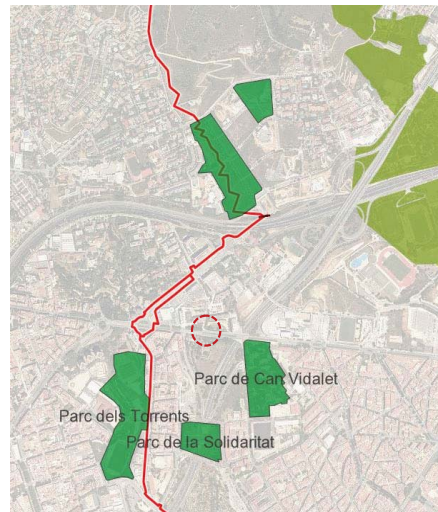 Parc de Can Vidalet
Parc dels Torrents
Parc de la Solidaritat